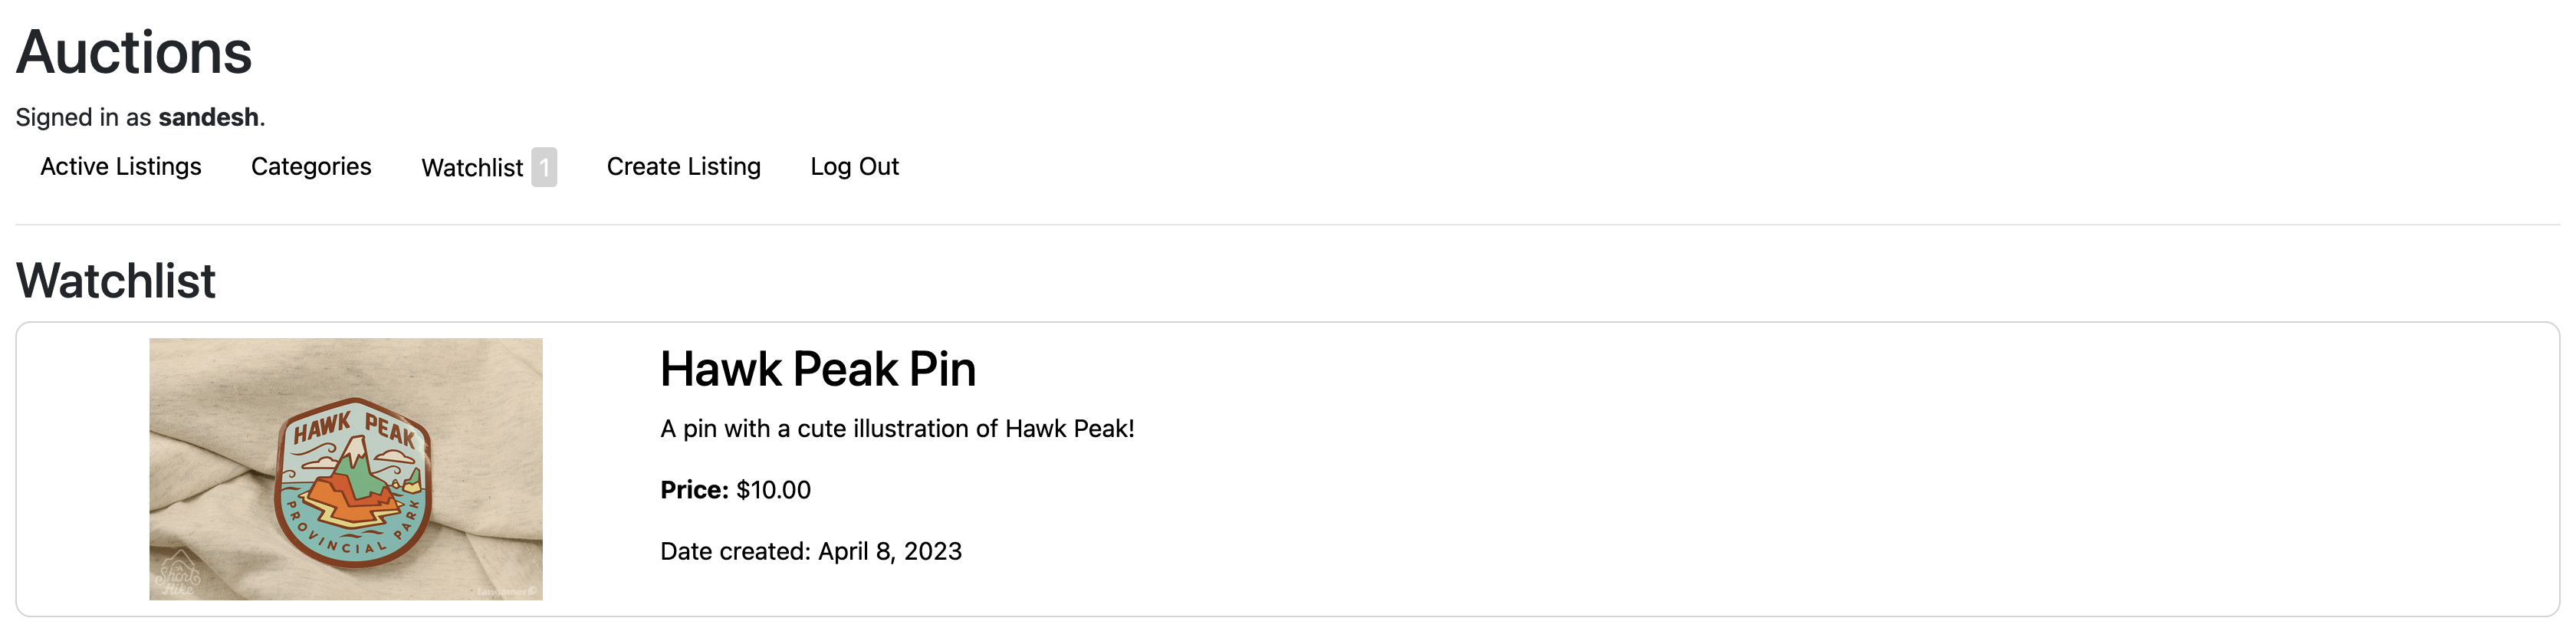 Auctions
Signed in as sandesh.
Active Listings Categories Watchlist 1 Create Listing Log Out
Watchlist
HAWK PEAK
PROVINCIAL PARK
A Short Hike
fangamer
Hawk Peak Pin
A pin with a cute illustration of Hawk Peak!
Price: $10.00
Date created: April 8, 2023